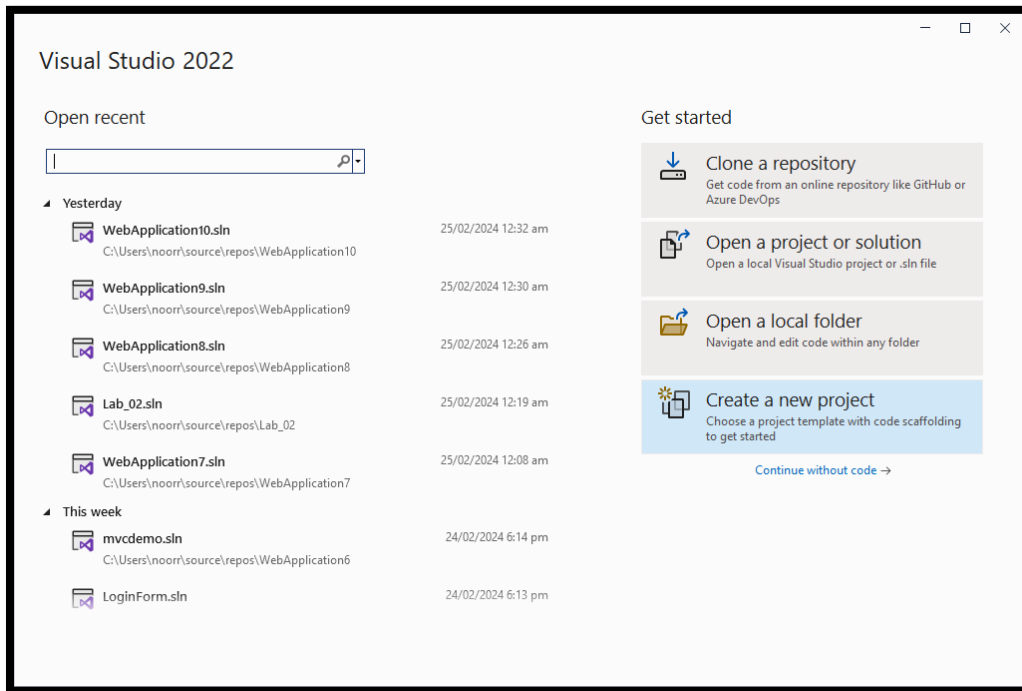 Visual Studio 2022
Open recent
Yesterday
WebApplication10.sln 25/02/2024 12:32 am
C:\Users\noorr\source\repos\WebApplication10
WebApplication9.sln 25/02/2024 12:30 am
C:\Users\noorr\source\repos\WebApplication9
WebApplication8.sln 25/02/2024 12:26 am
C:\Users\noorr\source\repos\WebApplication8
Lab_02.sln 25/02/2024 12:19 am
C:\Users\noorr\source\repos\Lab_02
WebApplication7.sln 25/02/2024 12:08 am
C:\Users\noorr\source\repos\WebApplication7
This week
mvcdemo.sln 24/02/2024 6:14 pm
C:\Users\noorr\source\repos\WebApplication6
LoginForm.sln 24/02/2024 6:13 pm
Get started
Clone a repository
Get code from an online repository like GitHub or
Azure DevOps
Open a project or solution
Open a local Visual Studio project or .sln file
Open a local folder
Navigate and edit code within any folder
Create a new project
Choose a project template with code scaffolding
to get started
Continue without code →